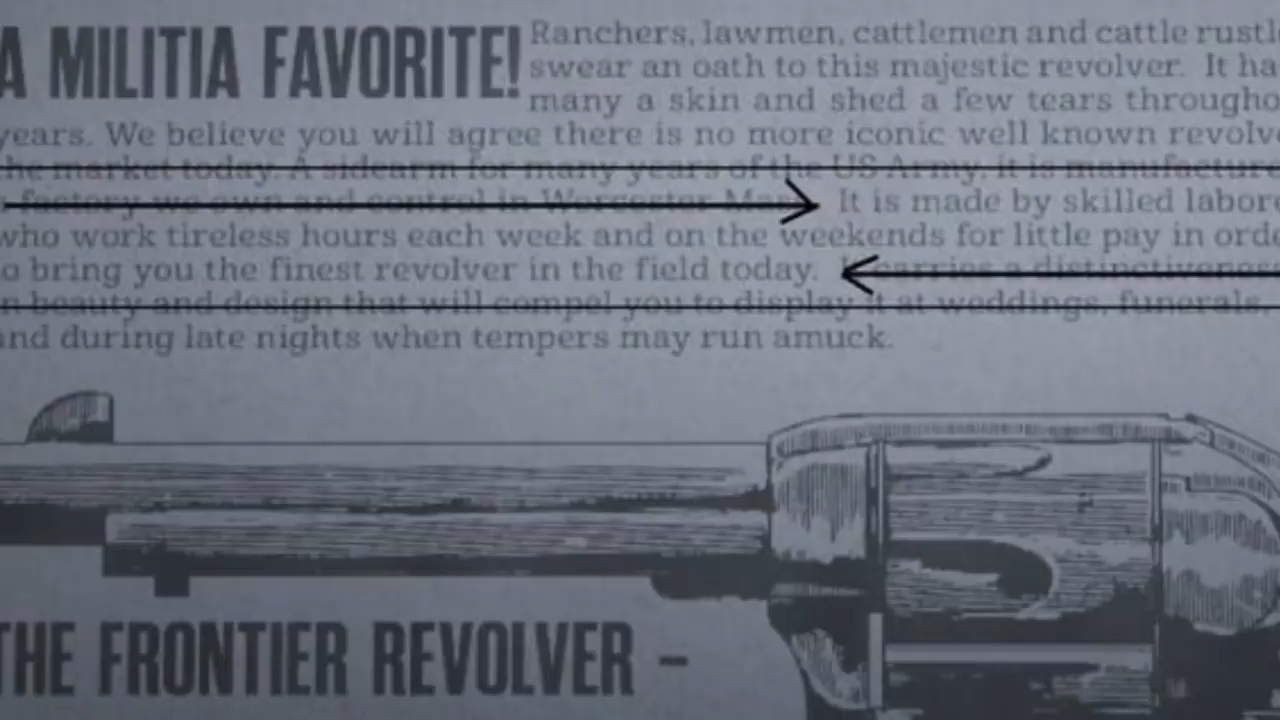 A MILITIA FAVORITE!
Ranchers, lawmen, cattlemen and cattle rustl
swear an oath to this majestic revolver. It ha
many a skin and shed a few tears througho
years. We believe you will agree there is no more iconic well known revolv
he market today. A sidearm for many years of the US Army, it is manufacture
factory we own and control in Worcester It is made by skilled labor
who work tireless hours each week and on the weekends for little pay in ord
o bring you the finest revolver in the field today. carries a distinctiveness
n beauty and design that will compel you to display it at weddings, funerals,
and during late nights when tempers may run amuck.
THE FRONTIER REVOLVER –